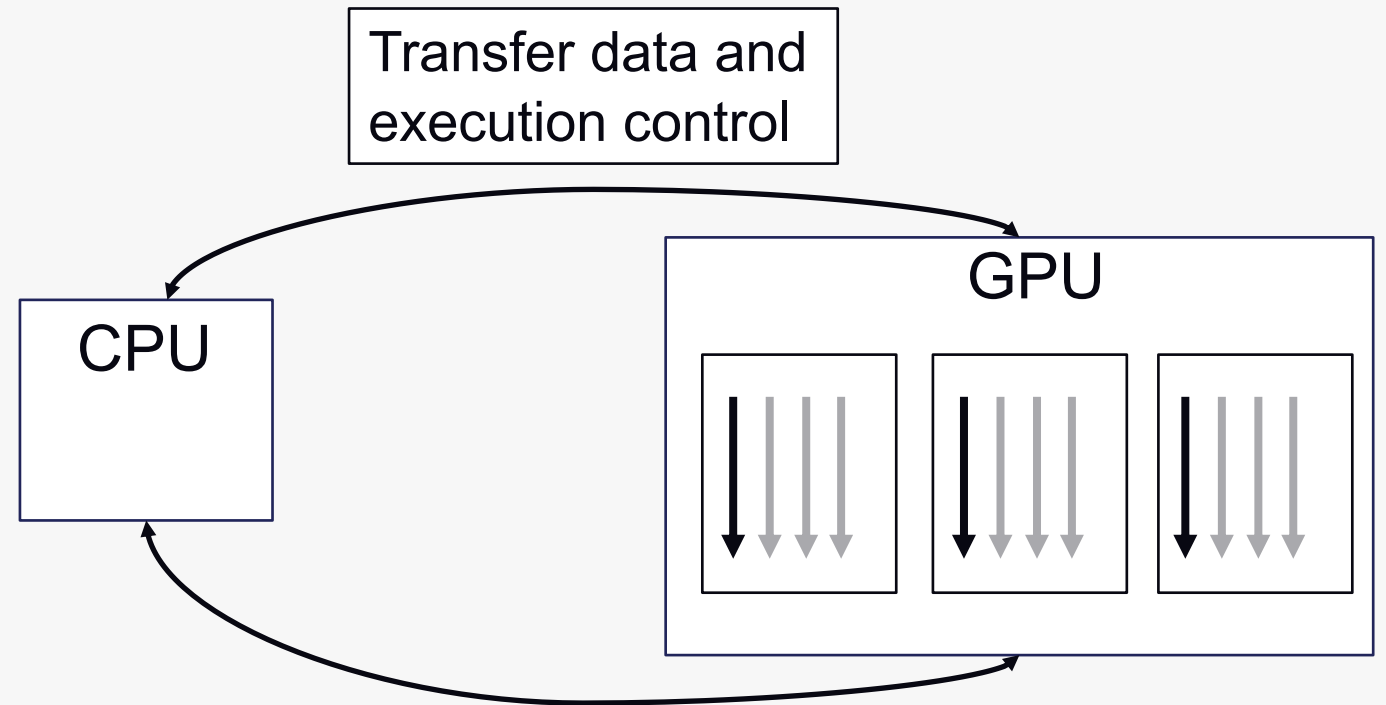 Transfer data and
execution control
GPU
CPU